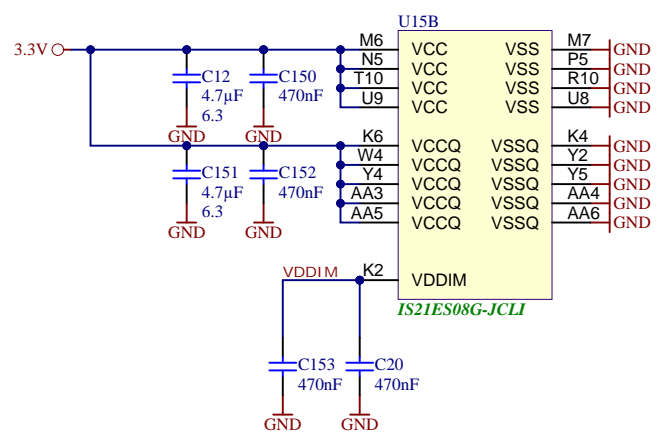 U15B
3.3V
M6 VCC VSS M7 GND
N5 VCC VSS P5 GND
T10 VCC VSS R10 GND
U9 VCC VSS U8 GND
C12 C150
4.7µF 470nF
6.3
GND GND
K6 VCCQ VSSQ K4 GND
W4 VCCQ VSSQ Y2 GND
Y4 VCCQ VSSQ Y5 GND
AA3 VCCQ VSSQ AA4 GND
AA5 VCCQ VSSQ AA6 GND
C151 C152
4.7µF 470nF
6.3
GND GND
VDDIM K2 VDDIM
IS21ES08G-JCLI
C153 C20
470nF 470nF
GND GND